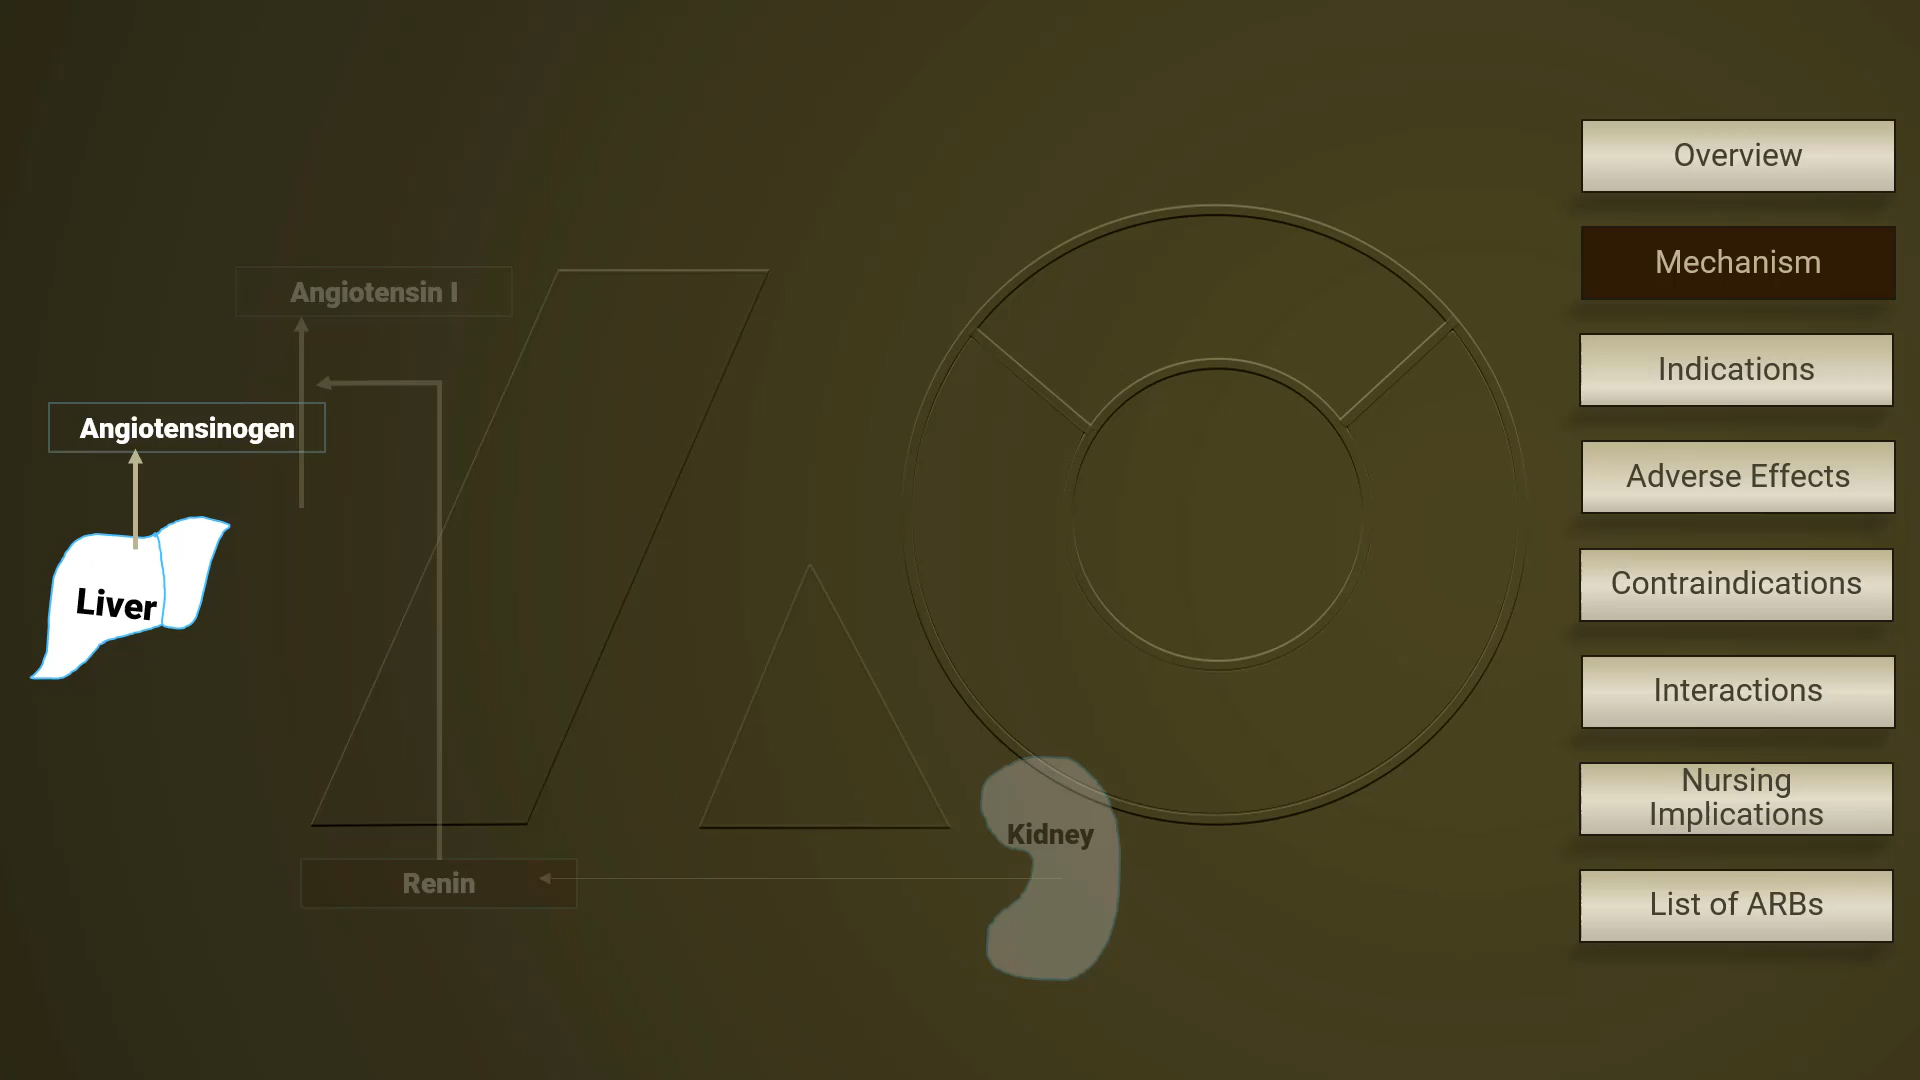 Angiotensin I
Angiotensinogen
Liver
Kidney
Renin
Overview
Mechanism
Indications
Adverse Effects
Contraindications
Interactions
Nursing
Implications
List of ARBs